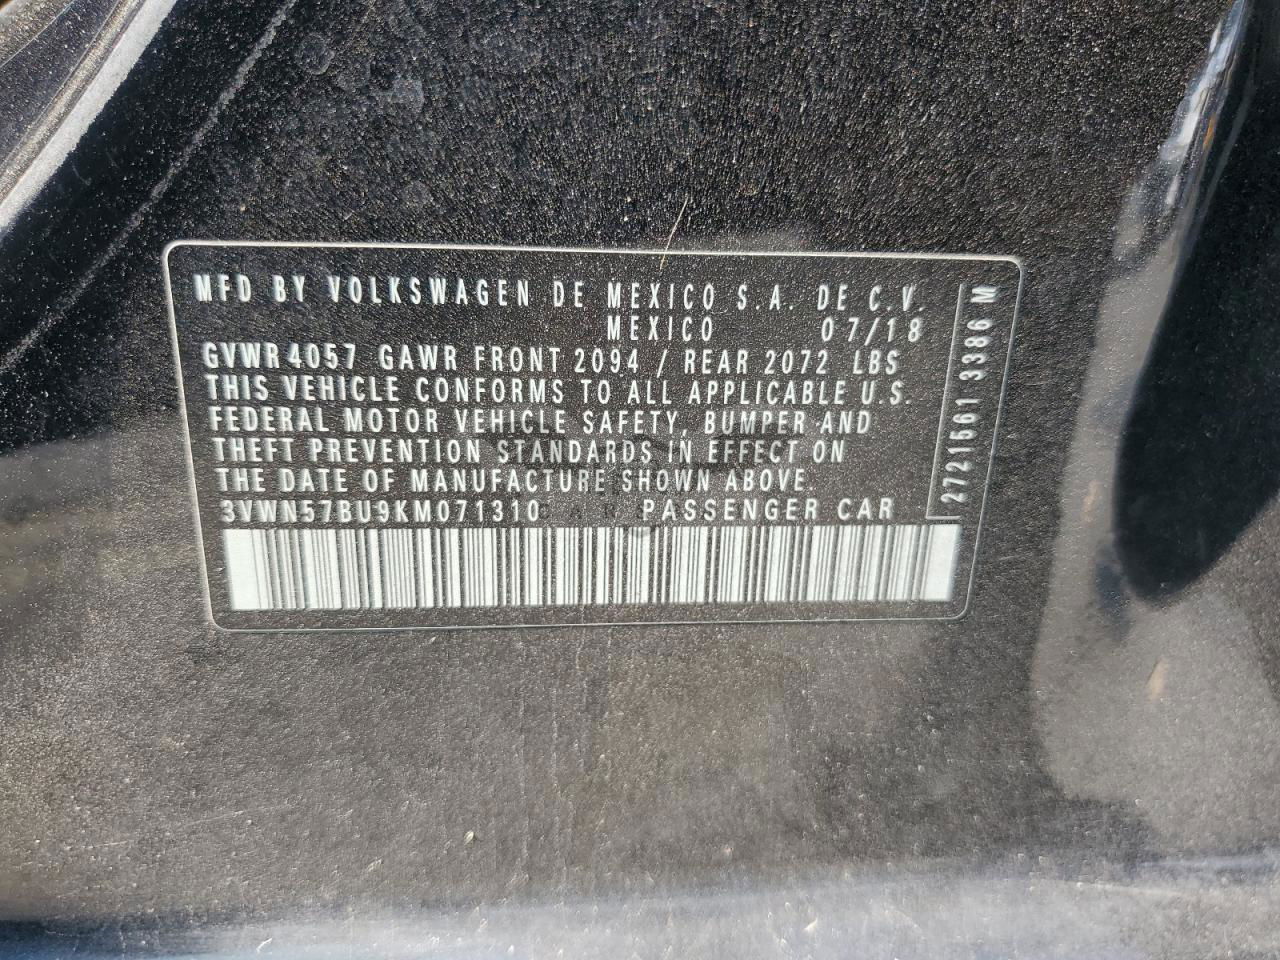 MFD BY VOLKSWAGEN DE MEXICO S.A. DE C.V.
MEXICO 07/18
GVWR 4057 GAWR FRONT 2094 / REAR 2072 LBS
THIS VEHICLE CONFORMS TO ALL APPLICABLE U.S.
FEDERAL MOTOR VEHICLE SAFETY, BUMPER AND
THEFT PREVENTION STANDARDS IN EFFECT ON
THE DATE OF MANUFACTURE SHOWN ABOVE.
3VWN57BU9KM071310 PASSENGER CAR
2721561 3386 M